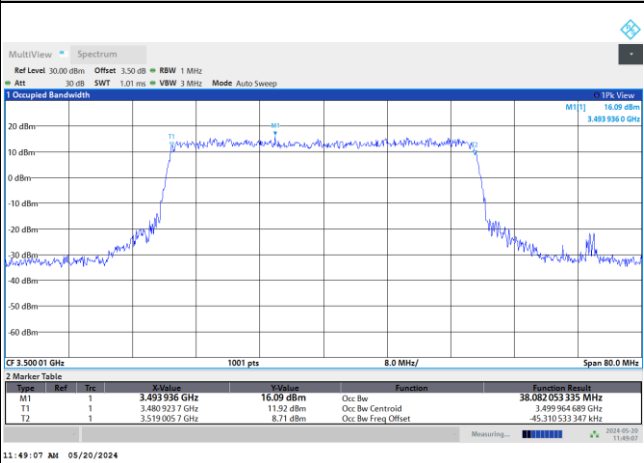 MultiView Spectrum
Ref Level 30.00 dBm Offset 3.50 dB RBW 1 MHz
Att 30 dB SWT 1.01 ms VBW 3 MHz Mode Auto Sweep
1 Occupied Bandwidth 1Pk View
M1[1] 16.09 dBm
3.493 936 0 GHz
M1
20 dBm
T1
T2
10 dBm
0 dBm
-10 dBm
-20 dBm
-30 dBm
-40 dBm
-50 dBm
-60 dBm
CF 3.500 01 GHz 1001 pts 8.0 MHz/ Span 80.0 MHz
2 Marker Table
Type Ref Trc X-Value Y-Value Function Function Result
M1 1 3.493 936 GHz 16.09 dBm Occ Bw 38.082 053 335 MHz
T1 1 3.480 923 7 GHz 11.92 dBm Occ Bw Centroid 3.499 964 689 GHz
T2 1 3.519 005 7 GHz 8.71 dBm Occ Bw Freq Offset -45.310 533 347 kHz
Measuring... 2024-05-20
11:49:07
11:49:07 AM 05/20/2024